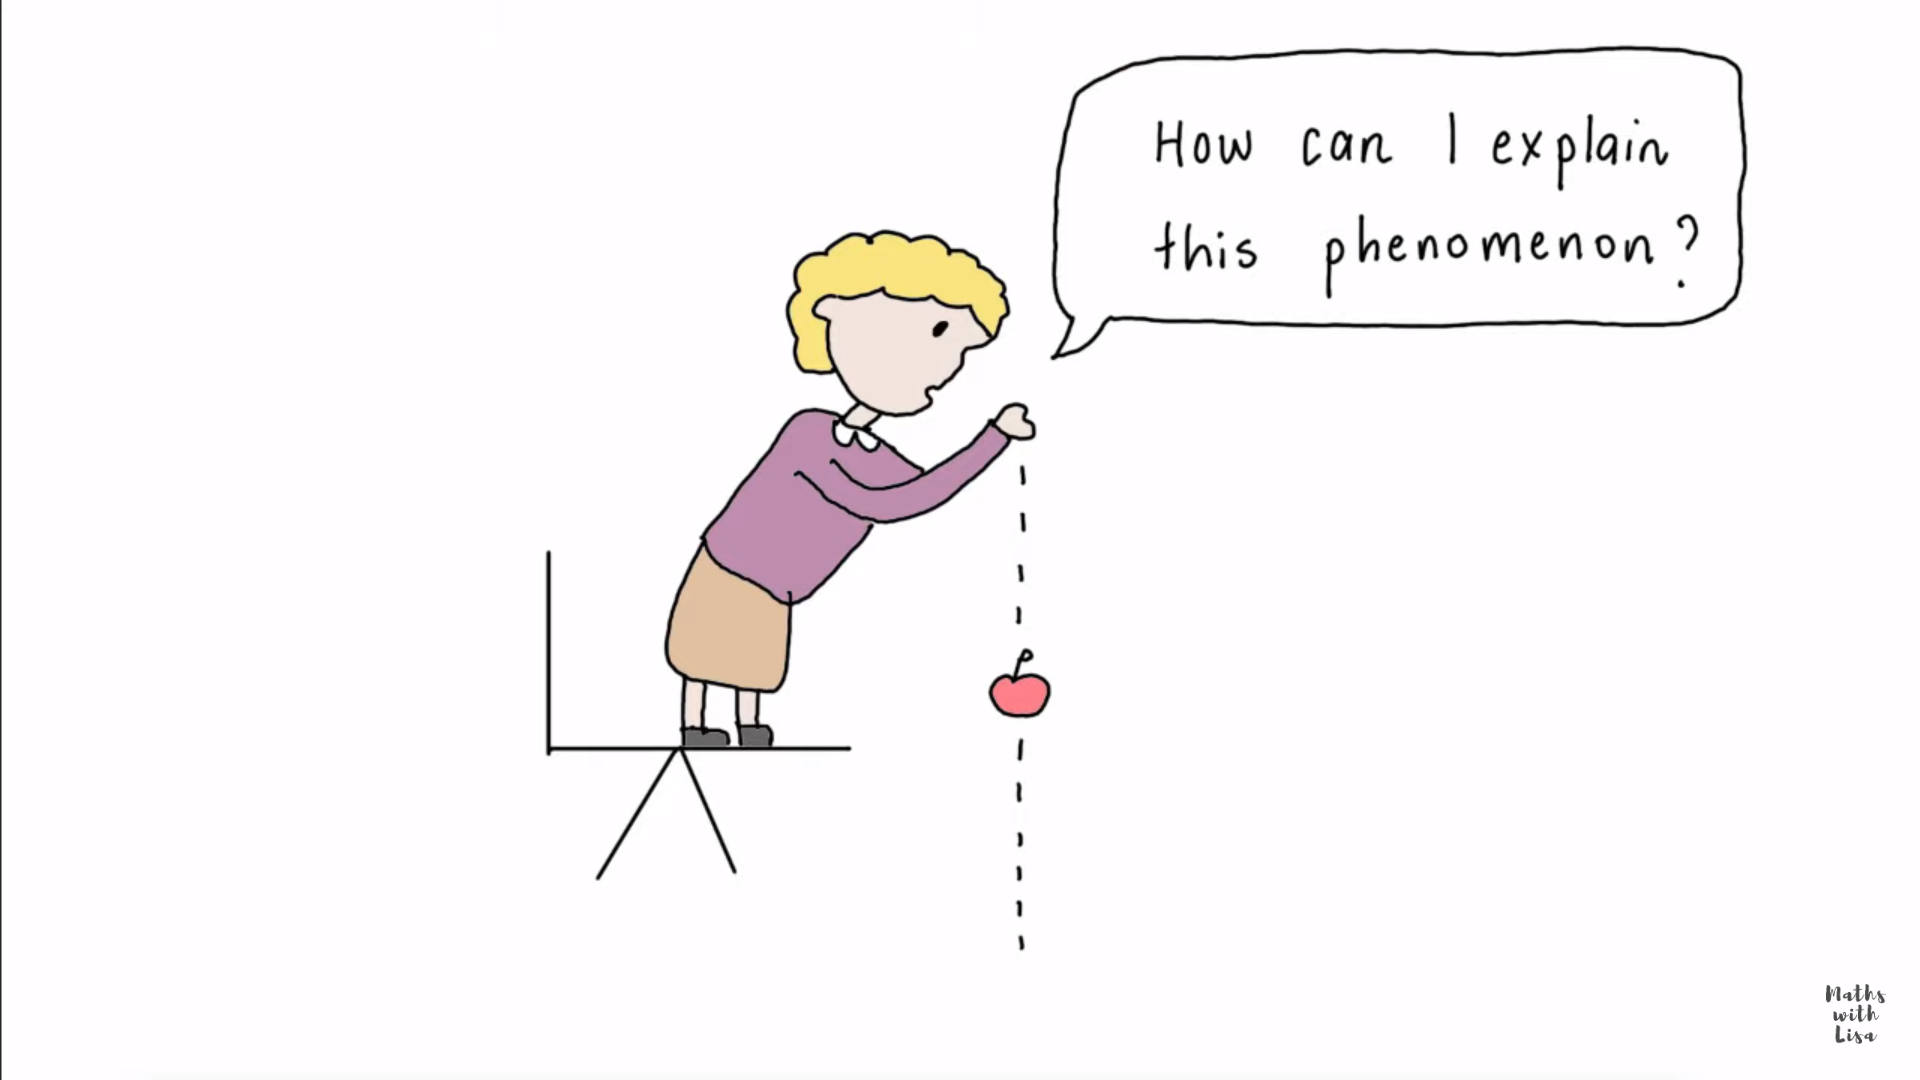 How can I explain
this phenomenon?
Maths
with
Lisa